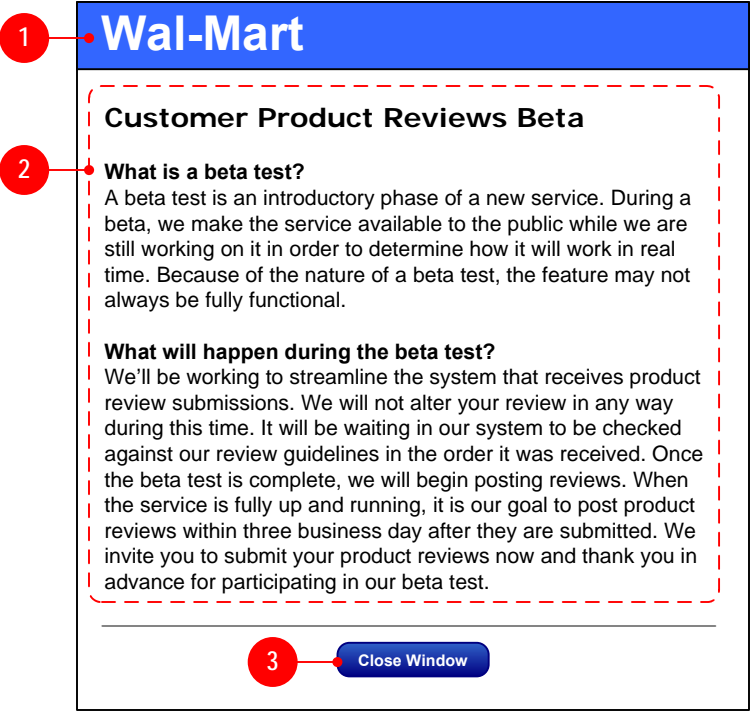 1
Wal-Mart
Customer Product Reviews Beta
2
What is a beta test?
A beta test is an introductory phase of a new service. During a
beta, we make the service available to the public while we are
still working on it in order to determine how it will work in real
time. Because of the nature of a beta test, the feature may not
always be fully functional.
What will happen during the beta test?
We’ll be working to streamline the system that receives product
review submissions. We will not alter your review in any way
during this time. It will be waiting in our system to be checked
against our review guidelines in the order it was received. Once
the beta test is complete, we will begin posting reviews. When
the service is fully up and running, it is our goal to post product
reviews within three business day after they are submitted. We
invite you to submit your product reviews now and thank you in
advance for participating in our beta test.
3
Close Window